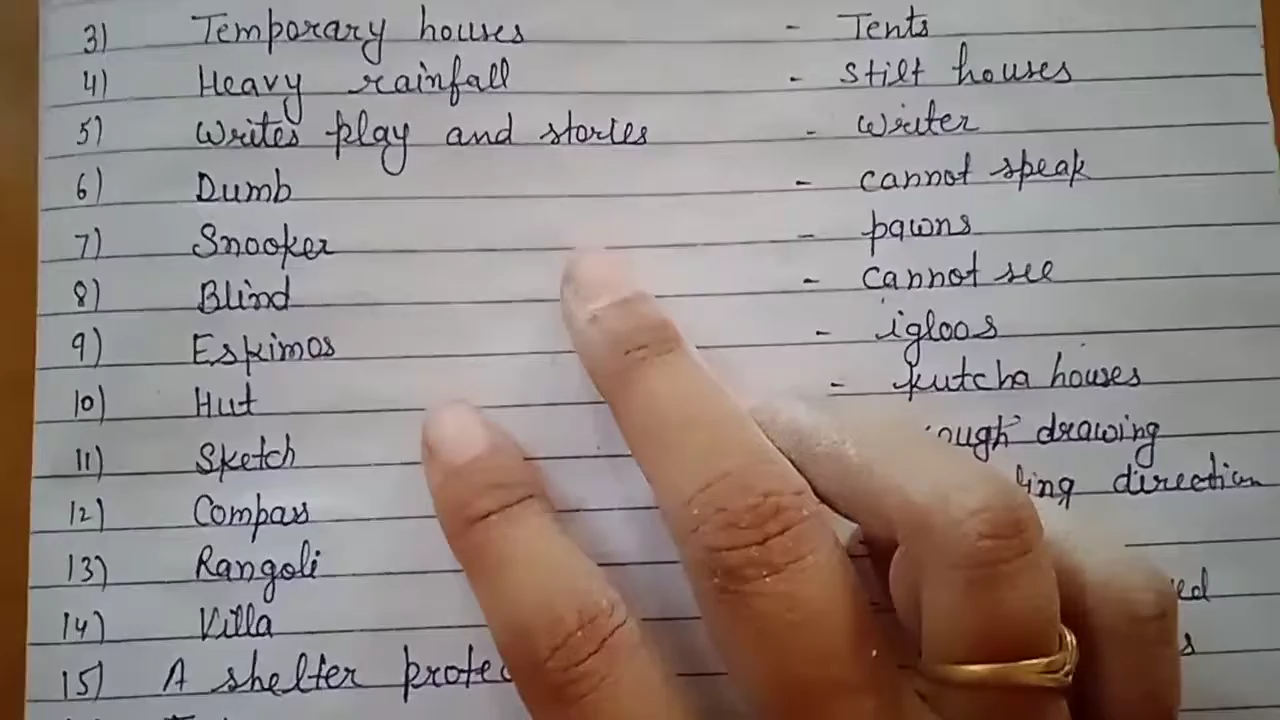 3) Temporary houses - Tents
4) Heavy rainfall - stilt houses
5) Writes play and stories - writer
6) Dumb - cannot speak
7) Snooker - pawns
8) Blind - cannot see
9) Eskimos - igloos
10) Hut - kutcha houses
11) Sketch drawing
12) Compass direction
13) Rangoli
14) Villa
15) A shelter